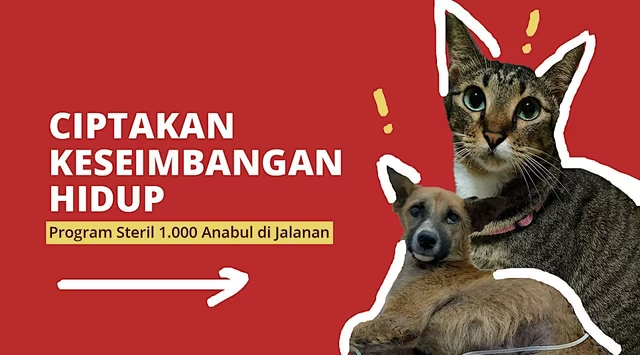 CIPTAKAN
KESEIMBANGAN
HIDUP
Program Steril 1.000 Anabul di Jalanan